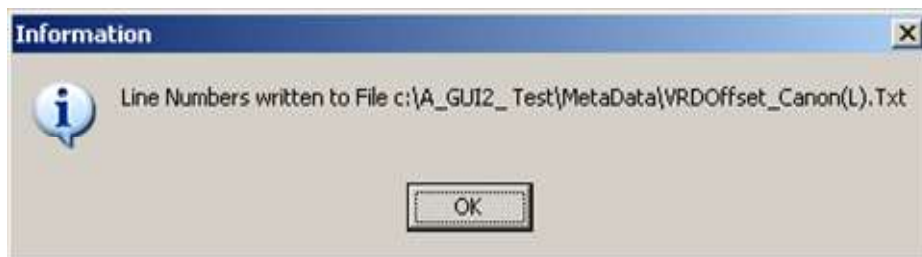 Information
Line Numbers written to File c:\A_GUI2_ Test\MetaData\VRDOffset_Canon(L).Txt
OK